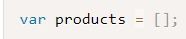 var products = [];